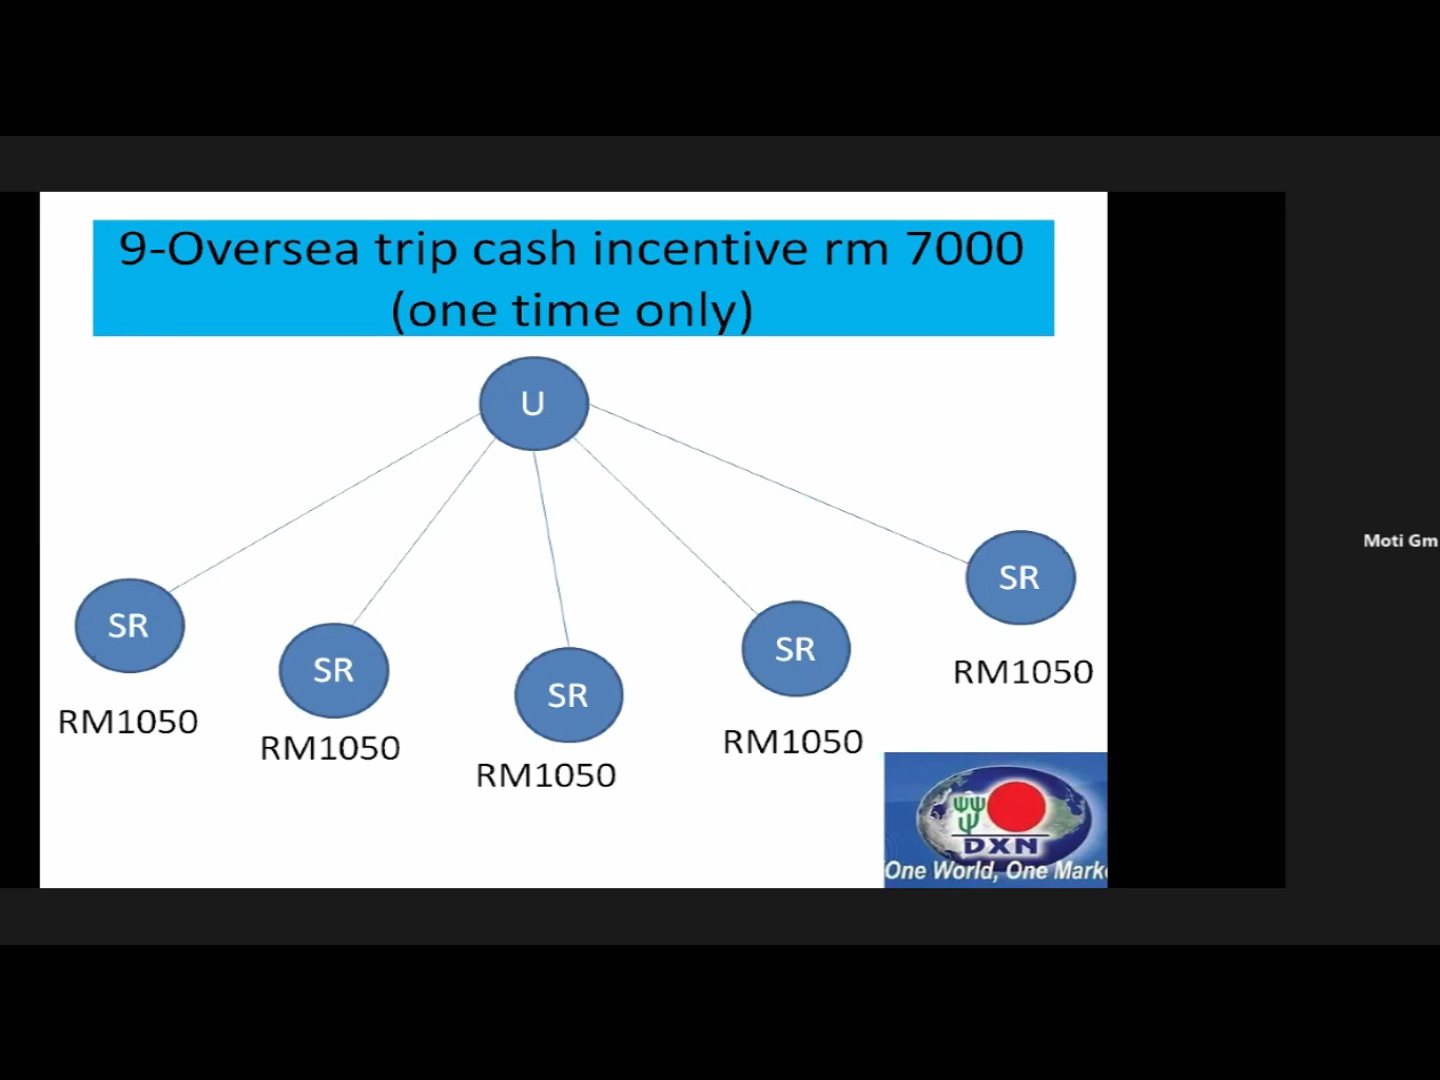 9-Oversea trip cash incentive rm 7000
(one time only)
U
SR
SR
SR
SR
SR
RM1050
RM1050
RM1050
RM1050
RM1050
DXN
One World, One Mark
Moti Gm